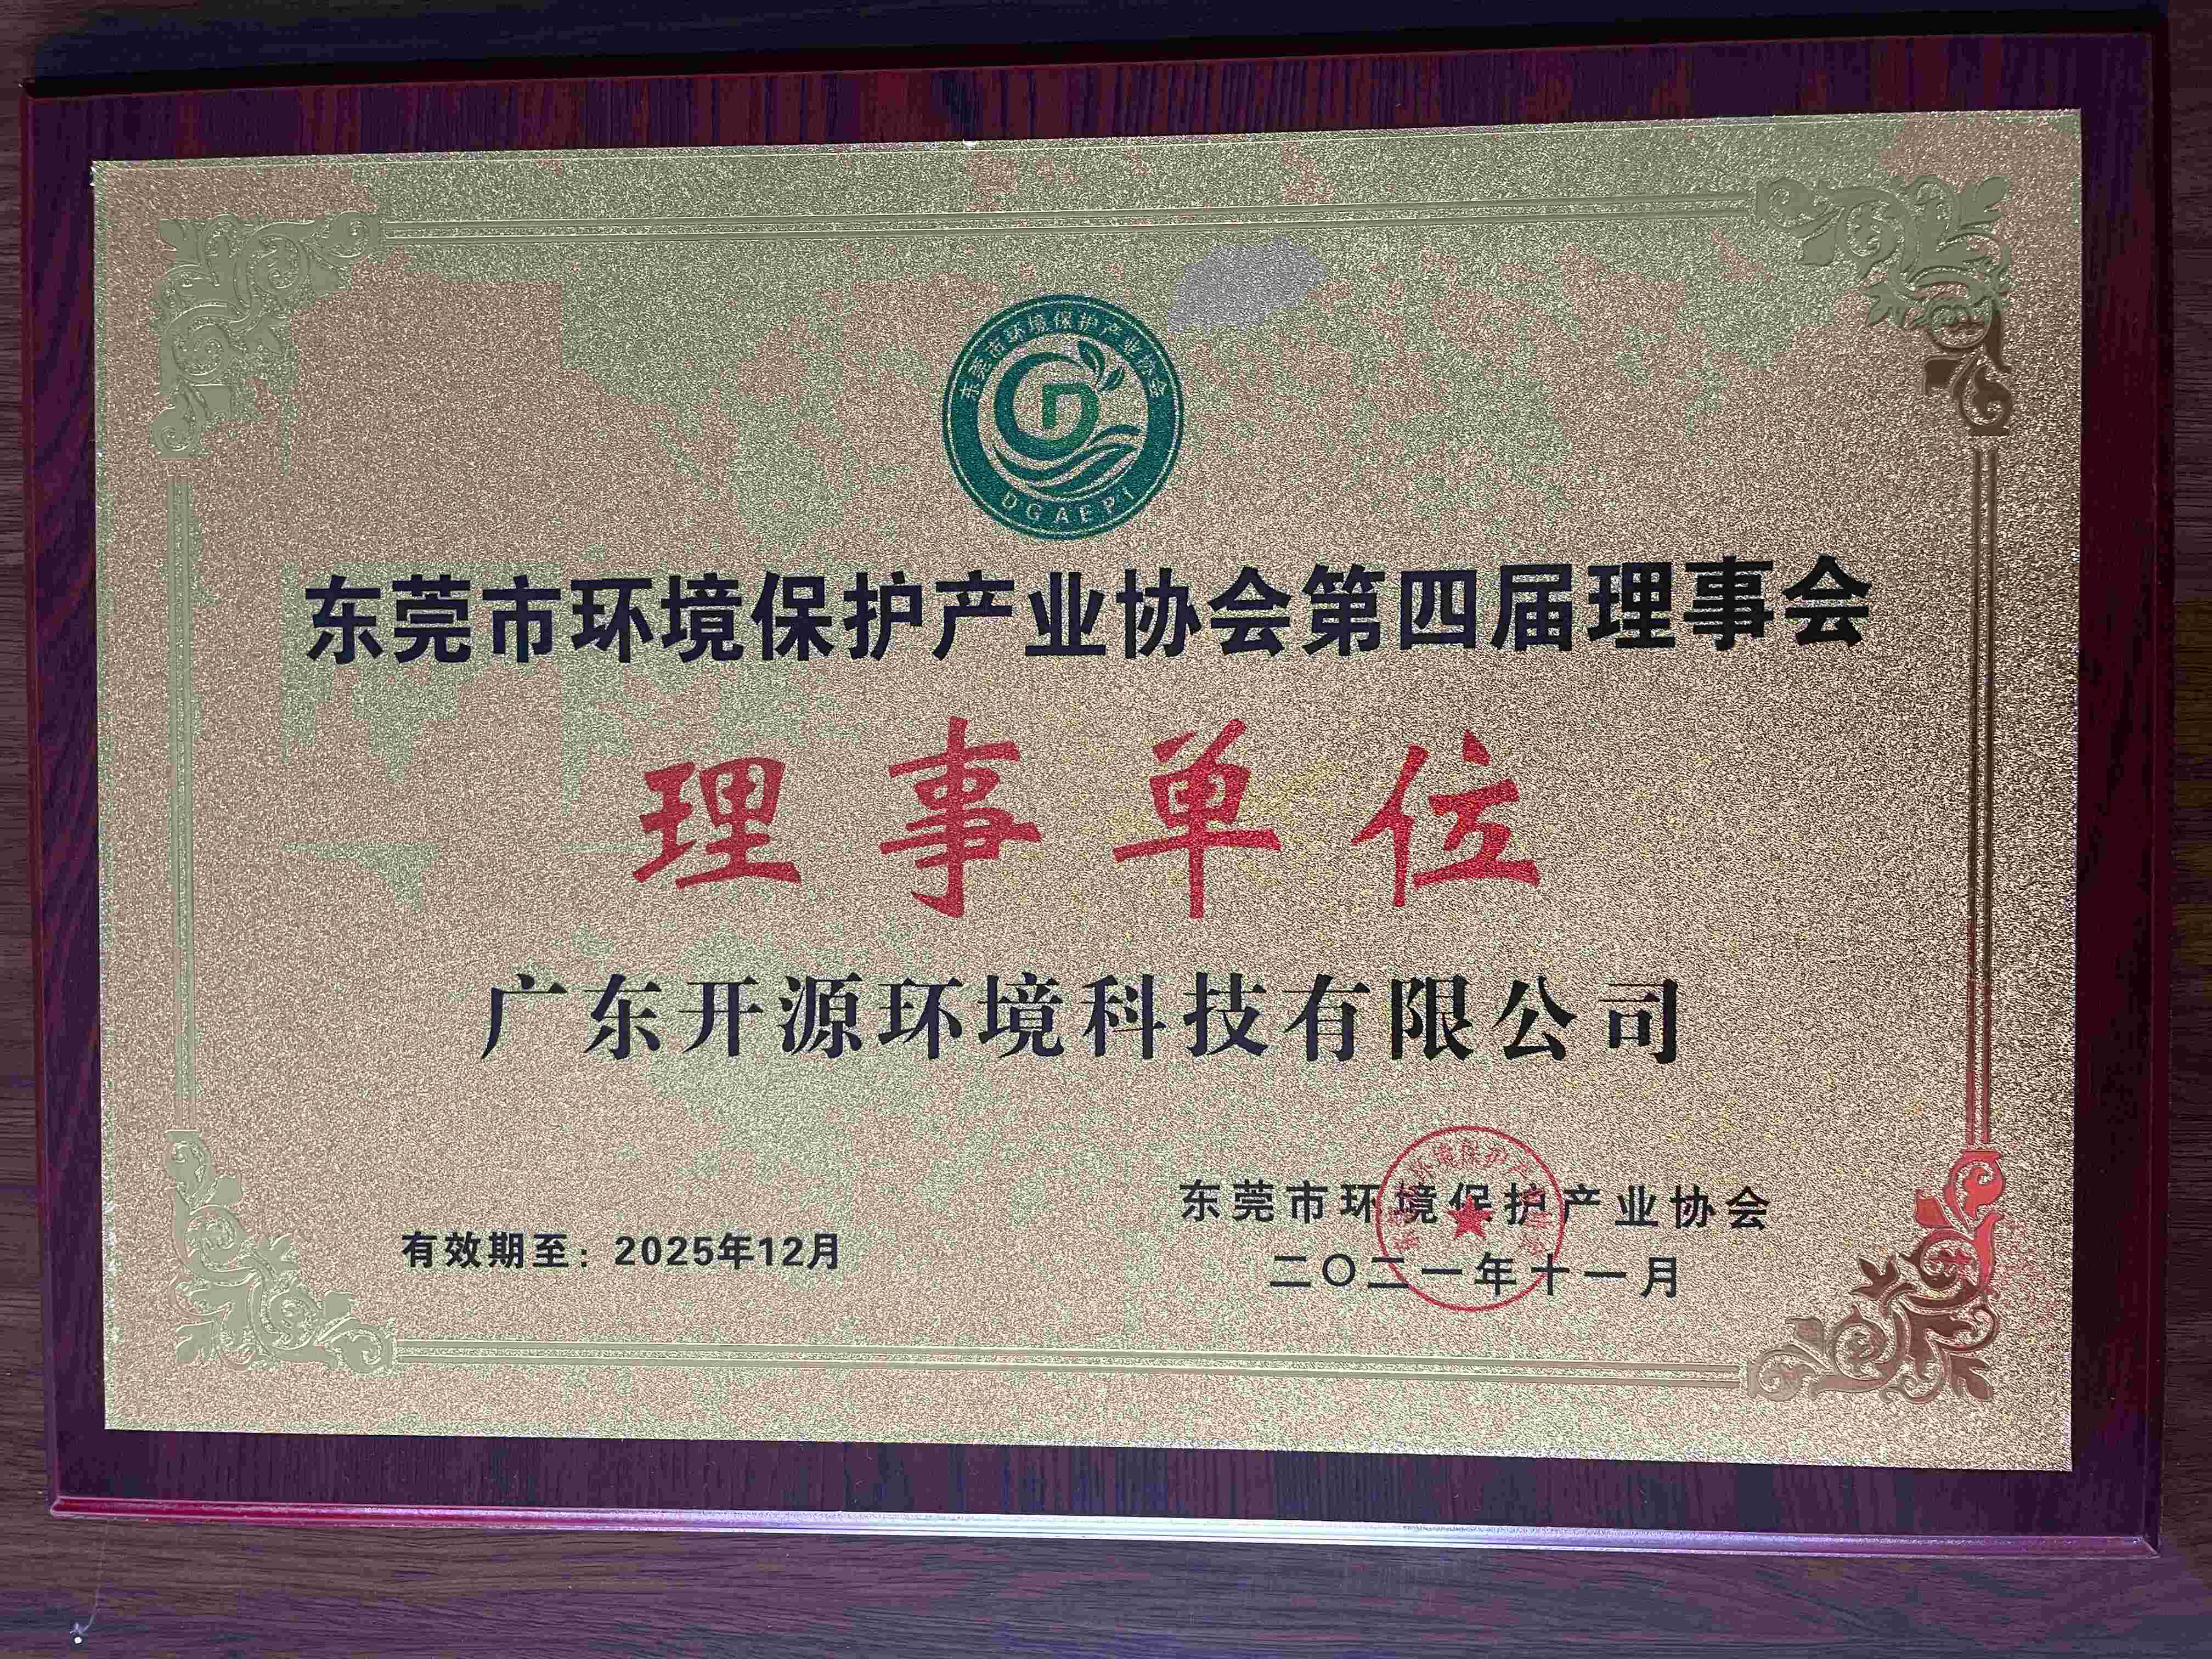 东莞市环境保护产业协会
DGAEPI
东莞市环境保护产业协会第四届理事会
理事单位
广东开源环境科技有限公司
有效期至：2025年12月
东莞市环境保护产业协会
二〇二一年十一月